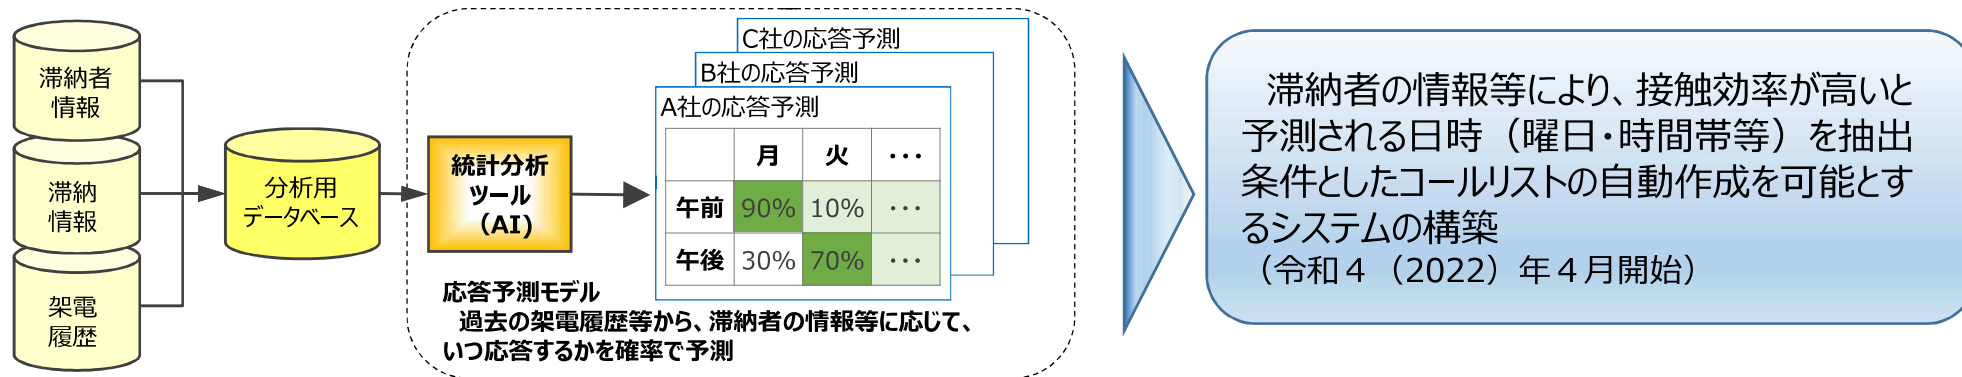 滞納者
情報
滞納
情報
架電
履歴
分析用
データベース
統計分析
ツール
（AI）
C社の応答予測
B社の応答予測
A社の応答予測
月 火 ･･･
午前 90% 10% ･･･
午後 30% 70% ･･･
応答予測モデル
過去の架電履歴等から、滞納者の情報等に応じて、
いつ応答するかを確率で予測
滞納者の情報等により、接触効率が高いと
予測される日時（曜日･時間帯等）を抽出
条件としたコールリストの自動作成を可能とす
るシステムの構築
（令和４（2022）年４月開始）